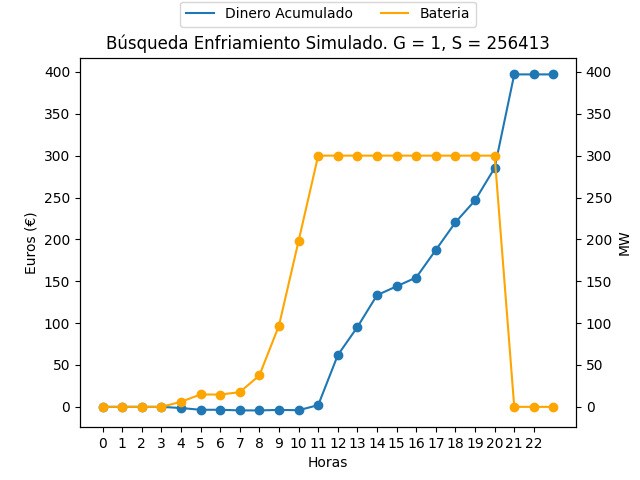 Dinero Acumulado Bateria
Búsqueda Enfriamiento Simulado. G = 1, S = 256413
400 400
350 350
300 300
250 250
200 200
150 150
100 100
50 50
0 0
Euros (€)
MW
0 1 2 3 4 5 6 7 8 9 10 11 12 13 14 15 16 17 18 19 20 21 22
Horas